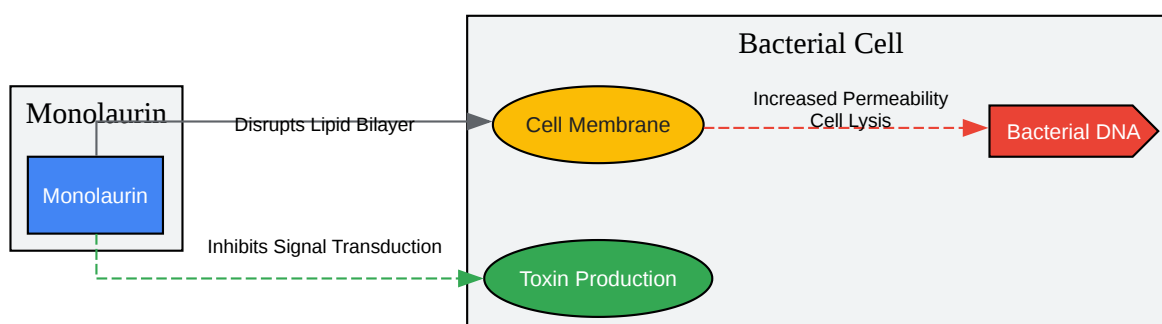 Bacterial Cell
Monolaurin
Disrupts Lipid Bilayer
Cell Membrane
Increased Permeability
Cell Lysis
Bacterial DNA
Monolaurin
Inhibits Signal Transduction
Toxin Production